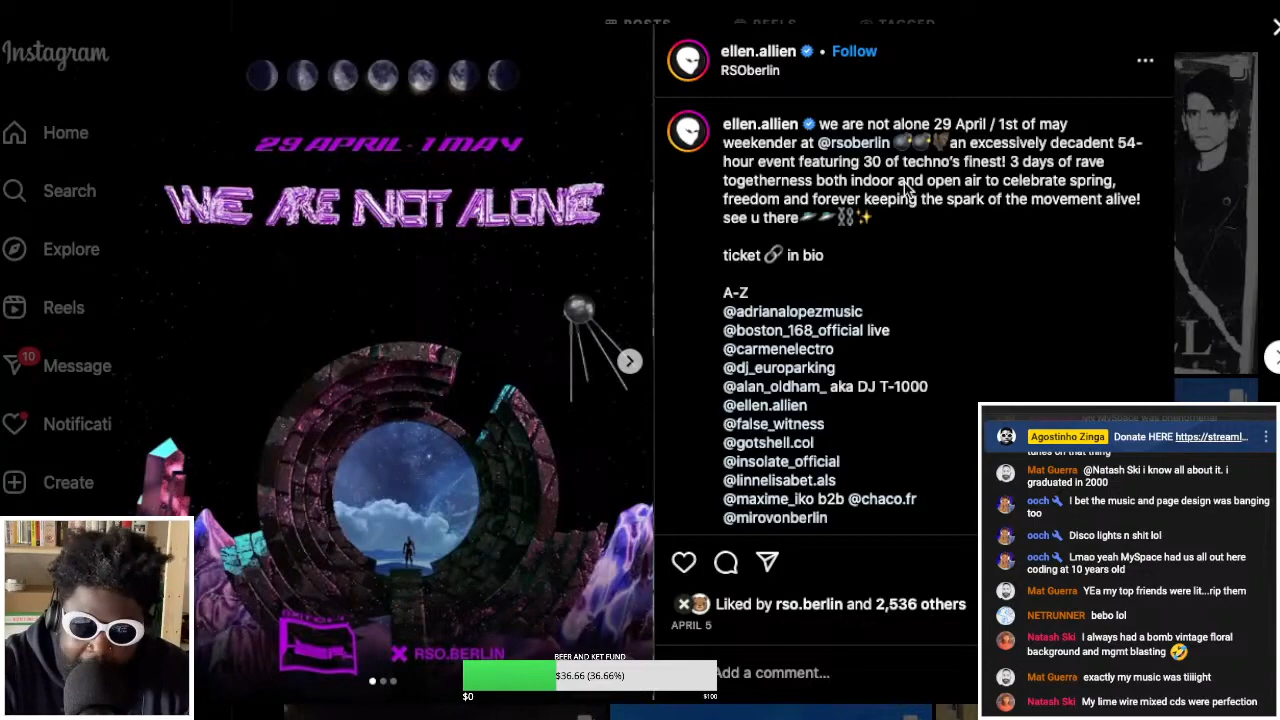 POSTS
REELS
TAGGED
Instagram
Home
Search
Explore
Reels
10
Message
Notificati
Create
29 APRIL - 1 MAY
WE ARE NOT ALONE
RSO.BERLIN
ellen.allien • Follow
RSOberlin
ellen.allien we are not alone 29 April / 1st of may
weekender at @rsoberlin an excessively decadent 54-
hour event featuring 30 of techno's finest! 3 days of rave
togetherness both indoor and open air to celebrate spring,
freedom and forever keeping the spark of the movement alive!
see u there
ticket in bio
A-Z
@adrianalopezmusic
@boston_168_official live
@carmenelectro
@dj_europarking
@alan_oldham_ aka DJ T-1000
@ellen.allien
@false_witness
@gotshell.col
@insolate_official
@linnelisabet.als
@maxime_iko b2b @chaco.fr
@mirovonberlin
Liked by rso.berlin and 2,536 others
APRIL 5
Add a comment...
BEER AND KET FUND
$36.66 (36.66%)
$0
$100
Agostinho Zinga Donate HERE https://streaml...
tunes on that thing
Mat Guerra @Natash Ski i know all about it. i
graduated in 2000
ooch I bet the music and page design was banging
too
ooch Disco lights n shit lol
ooch Lmao yeah MySpace had us all out here
coding at 10 years old
Mat Guerra YEa my top friends were lit...rip them
NETRUNNER bebo lol
Natash Ski I always had a bomb vintage floral
background and mgmt blasting
Mat Guerra exactly my music was tiiiight
Natash Ski My lime wire mixed cds were perfection